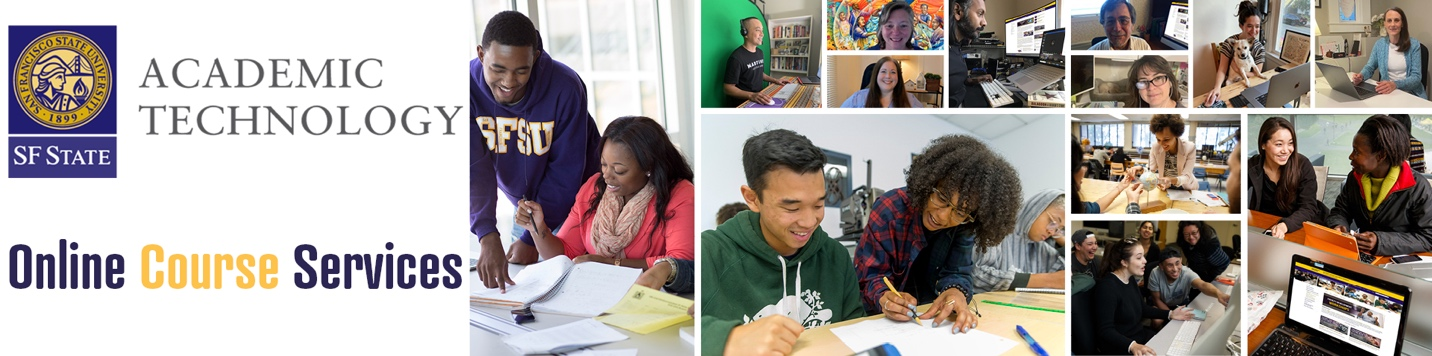 SAN FRANCISCO STATE UNIVERSITY
1899
SF STATE
ACADEMIC
TECHNOLOGY
Online Course Services
SFSU